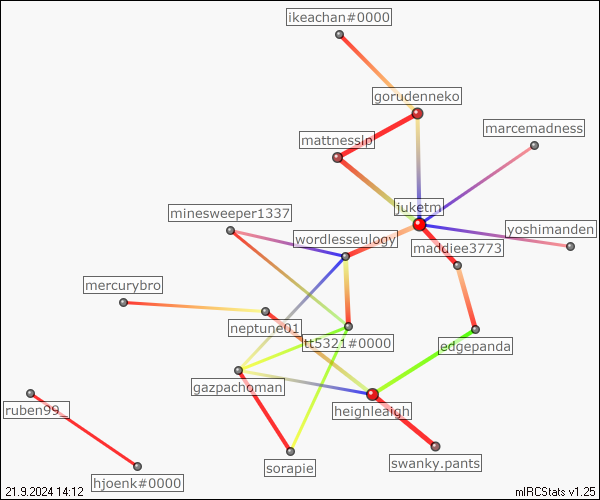 ikeachan#0000
gorudenneko
marcemadness
mattnesslp
juketm
minesweeper1337
yoshimanden
wordlesseulogy
maddiee3773
mercurybro
neptune01
tt5321#0000
edgepanda
gazpachoman
heighleaigh
ruben99_
swanky.pants
sorapie
hjoenk#0000
21.9.2024 14:12
mIRCStats v1.25